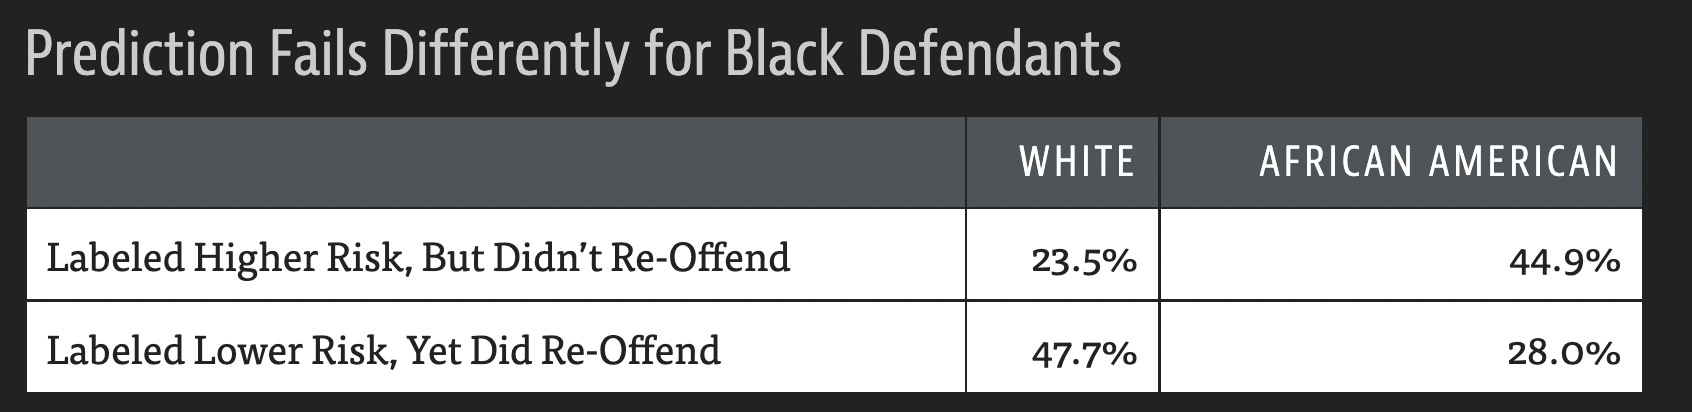 Prediction Fails Differently for Black Defendants
WHITE AFRICAN AMERICAN
Labeled Higher Risk, But Didn’t Re-Offend 23.5% 44.9%
Labeled Lower Risk, Yet Did Re-Offend 47.7% 28.0%